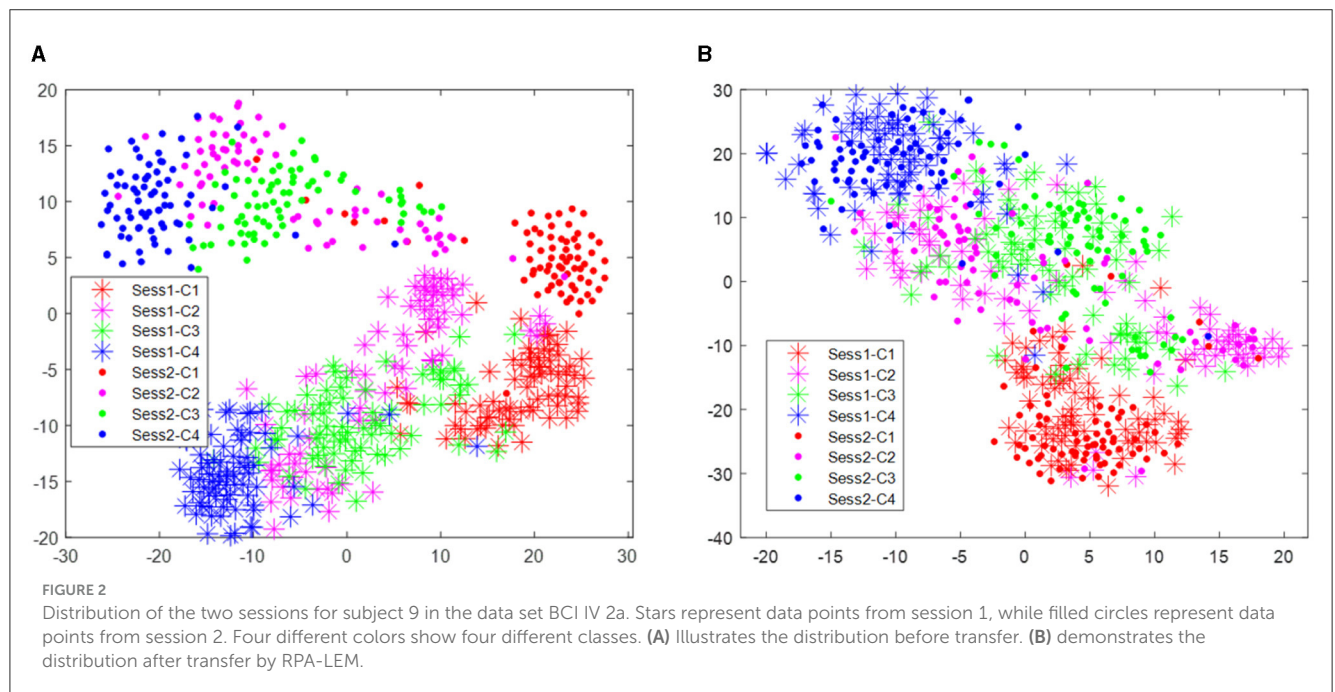 A
20
15
10
5
0
-5
-10
-15
-20
-30
-20
-10
0
10
20
30
Sess1-C1
Sess1-C2
Sess1-C3
Sess1-C4
Sess2-C1
Sess2-C2
Sess2-C3
Sess2-C4
B
30
20
10
0
-10
-20
-30
-40
-20
-15
-10
-5
0
5
10
15
20
Sess1-C1
Sess1-C2
Sess1-C3
Sess1-C4
Sess2-C1
Sess2-C2
Sess2-C3
Sess2-C4
FIGURE 2
Distribution of the two sessions for subject 9 in the data set BCI IV 2a. Stars represent data points from session 1, while filled circles represent data
points from session 2. Four different colors show four different classes. (A) Illustrates the distribution before transfer. (B) demonstrates the
distribution after transfer by RPA-LEM.